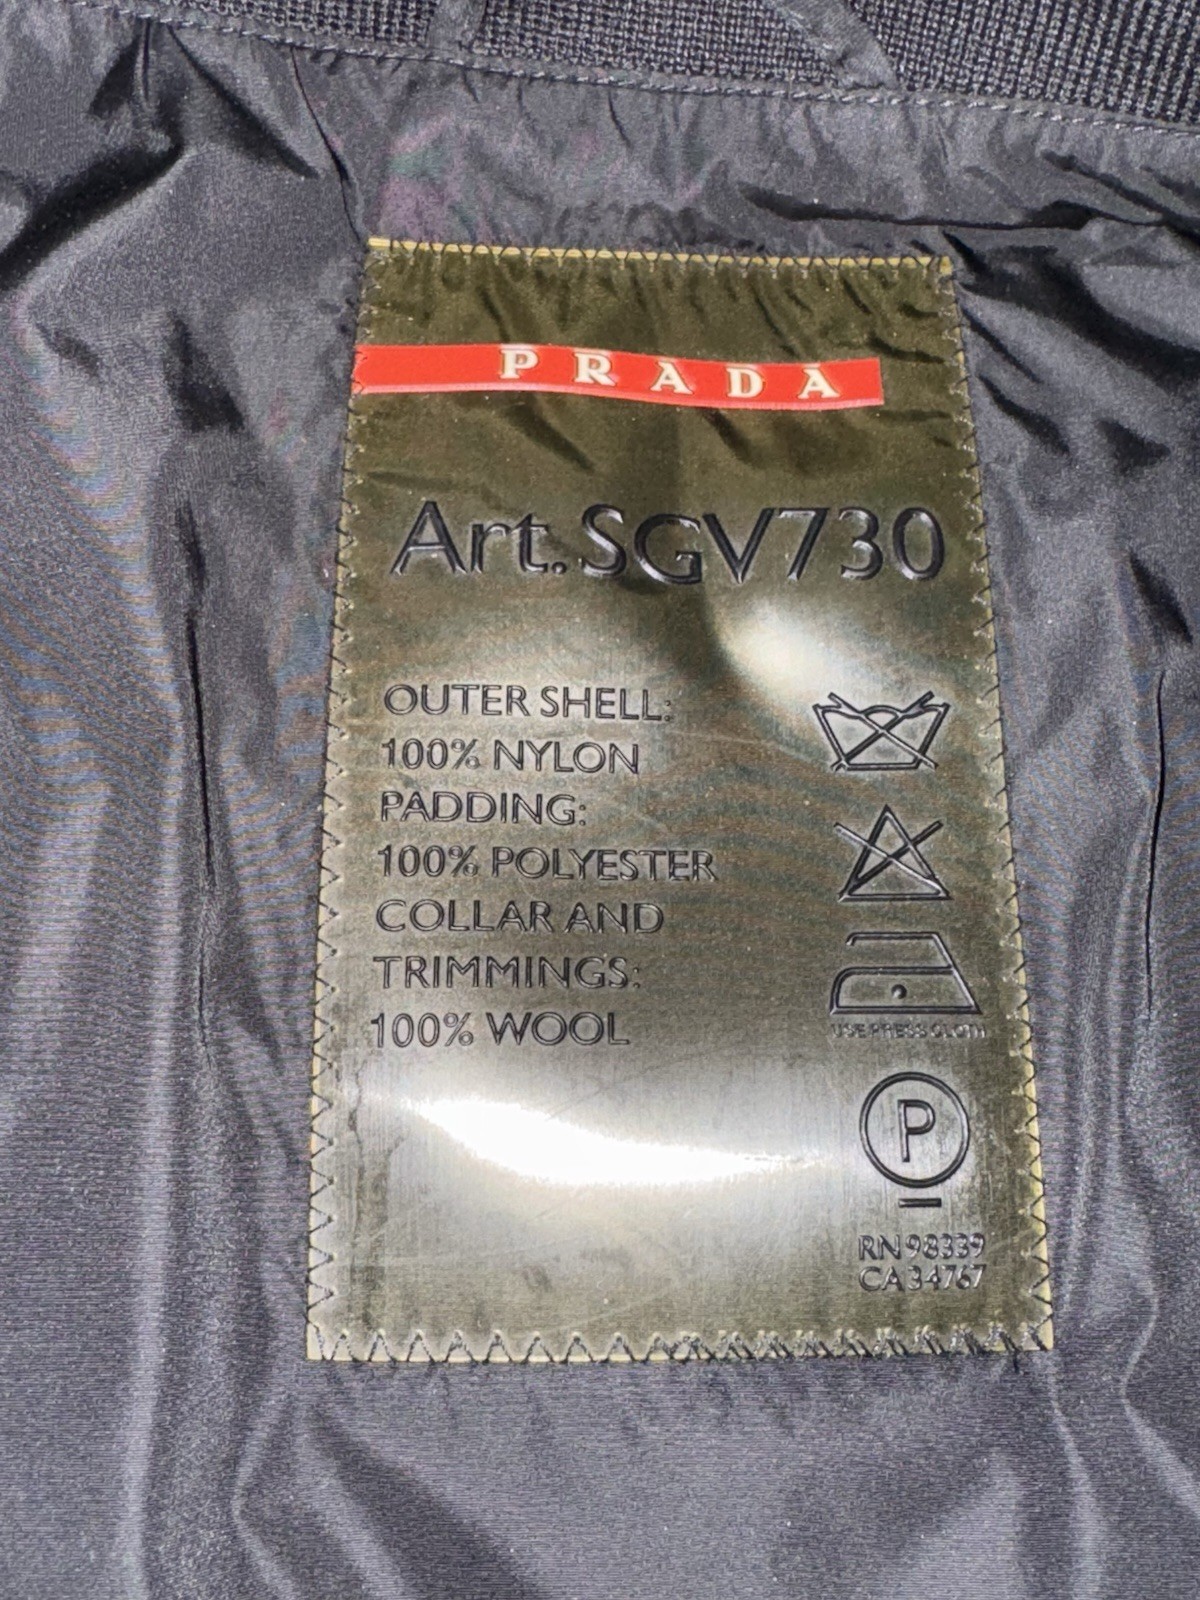 PRADA
Art. SGV730
OUTER SHELL:
100% NYLON
PADDING:
100% POLYESTER
COLLAR AND
TRIMMINGS:
100% WOOL
USE PRESS CLOTH
P
RN 98339
CA 34767